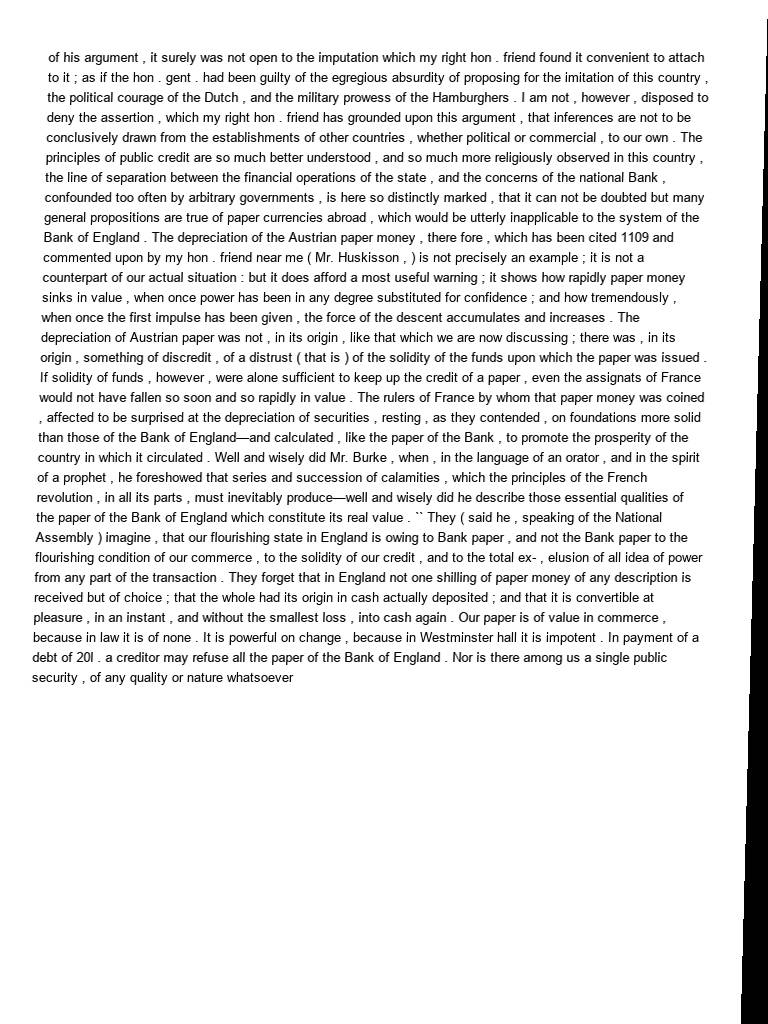 of his argument , it surely was not open to the imputation which my right hon . friend found it convenient to attach
to it ; as if the hon . gent . had been guilty of the egregious absurdity of proposing for the imitation of this country ,
the political courage of the Dutch , and the military prowess of the Hamburghers . I am not , however , disposed to
deny the assertion , which my right hon . friend has grounded upon this argument , that inferences are not to be
conclusively drawn from the establishments of other countries , whether political or commercial , to our own . The
principles of public credit are so much better understood , and so much more religiously observed in this country ,
the line of separation between the financial operations of the state , and the concerns of the national Bank ,
confounded too often by arbitrary governments , is here so distinctly marked , that it can not be doubted but many
general propositions are true of paper currencies abroad , which would be utterly inapplicable to the system of the
Bank of England . The depreciation of the Austrian paper money , there fore , which has been cited 1109 and
commented upon by my hon . friend near me ( Mr. Huskisson , ) is not precisely an example ; it is not a
counterpart of our actual situation : but it does afford a most useful warning ; it shows how rapidly paper money
sinks in value , when once power has been in any degree substituted for confidence ; and how tremendously ,
when once the first impulse has been given , the force of the descent accumulates and increases . The
depreciation of Austrian paper was not , in its origin , like that which we are now discussing ; there was , in its
origin , something of discredit , of a distrust ( that is ) of the solidity of the funds upon which the paper was issued .
If solidity of funds , however , were alone sufficient to keep up the credit of a paper , even the assignats of France
would not have fallen so soon and so rapidly in value . The rulers of France by whom that paper money was coined
, affected to be surprised at the depreciation of securities , resting , as they contended , on foundations more solid
than those of the Bank of England—and calculated , like the paper of the Bank , to promote the prosperity of the
country in which it circulated . Well and wisely did Mr. Burke , when , in the language of an orator , and in the spirit
of a prophet , he foreshowed that series and succession of calamities , which the principles of the French
revolution , in all its parts , must inevitably produce—well and wisely did he describe those essential qualities of
the paper of the Bank of England which constitute its real value . `` They ( said he , speaking of the National
Assembly ) imagine , that our flourishing state in England is owing to Bank paper , and not the Bank paper to the
flourishing condition of our commerce , to the solidity of our credit , and to the total ex- , elusion of all idea of power
from any part of the transaction . They forget that in England not one shilling of paper money of any description is
received but of choice ; that the whole had its origin in cash actually deposited ; and that it is convertible at
pleasure , in an instant , and without the smallest loss , into cash again . Our paper is of value in commerce ,
because in law it is of none . It is powerful on change , because in Westminster hall it is impotent . In payment of a
debt of 20l . a creditor may refuse all the paper of the Bank of England . Nor is there among us a single public
security , of any quality or nature whatsoever